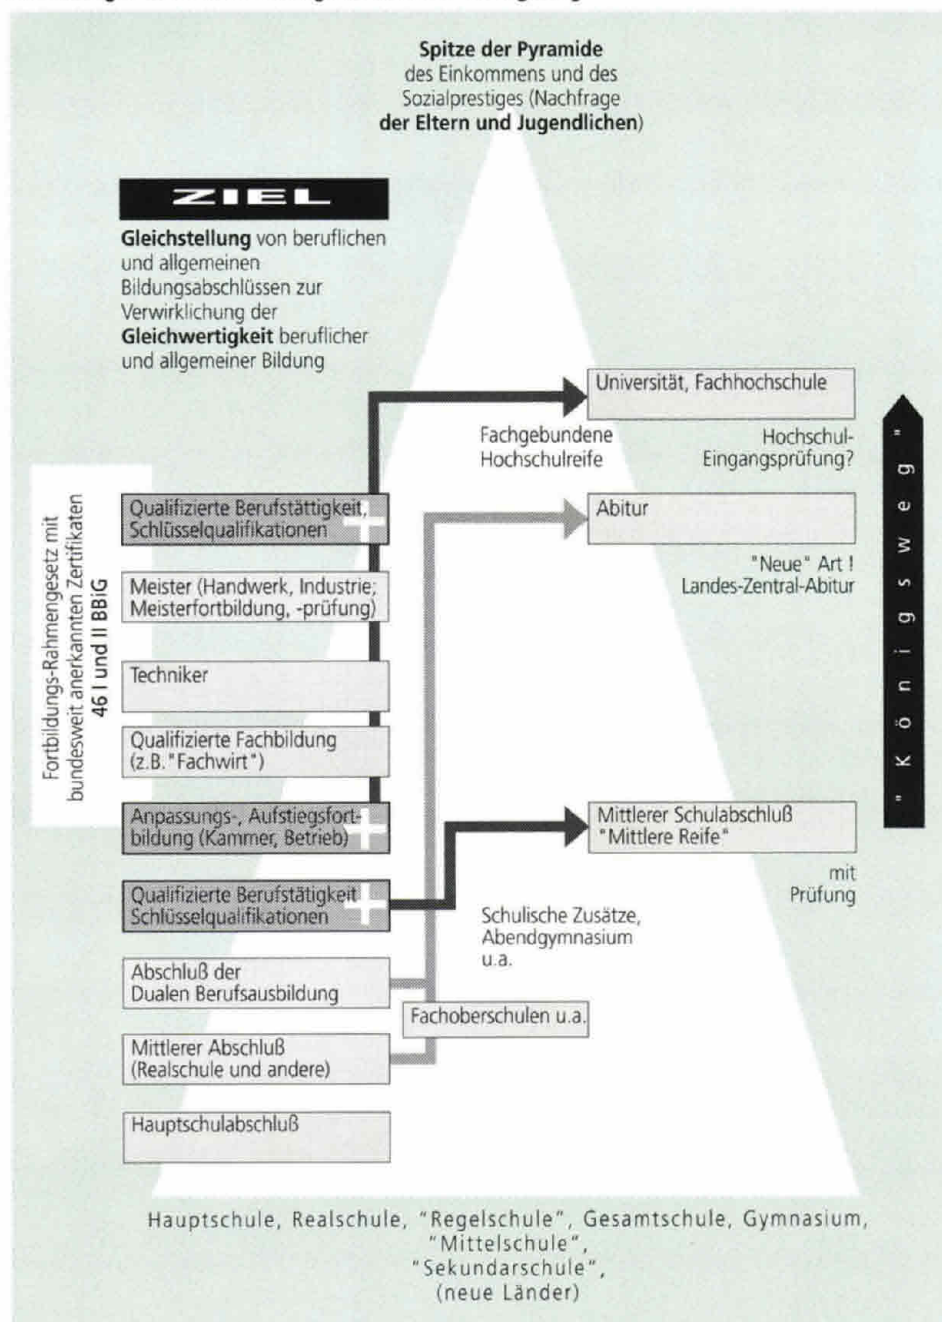 Spitze der Pyramide
des Einkommens und des
Sozialprestiges (Nachfrage
der Eltern und Jugendlichen)
ZIEL
Gleichstellung von beruflichen
und allgemeinen
Bildungsabschlüssen zur
Verwirklichung der
Gleichwertigkeit beruflicher
und allgemeiner Bildung
Fortbildungs-Rahmengesetz mit
bundesweit anerkannten Zertifikaten
46 I und II BBiG
Qualifizierte Berufstättigkeit,
Schlüsselqualifikationen
Meister (Handwerk, Industrie;
Meisterfortbildung, -prüfung)
Techniker
Qualifizierte Fachbildung
(z.B. "Fachwirt")
Anpassungs-, Aufstiegsfort-
bildung (Kammer, Betrieb)
Qualifizierte Berufstätigkeit
Schlüsselqualifikationen
Abschluß der
Dualen Berufsausbildung
Mittlerer Abschluß
(Realschule und andere)
Hauptschulabschluß
Fachgebundene
Hochschulreife
Schulische Zusätze,
Abendgymnasium
u.a.
Fachoberschulen u.a.
Universität, Fachhochschule
Hochschul-
Eingangsprüfung?
Abitur
"Neue" Art !
Landes-Zentral-Abitur
Mittlerer Schulabschluß
"Mittlere Reife"
mit
Prüfung
"Königsweg"
Hauptschule, Realschule, "Regelschule", Gesamtschule, Gymnasium,
"Mittelschule",
"Sekundarschule",
(neue Länder)